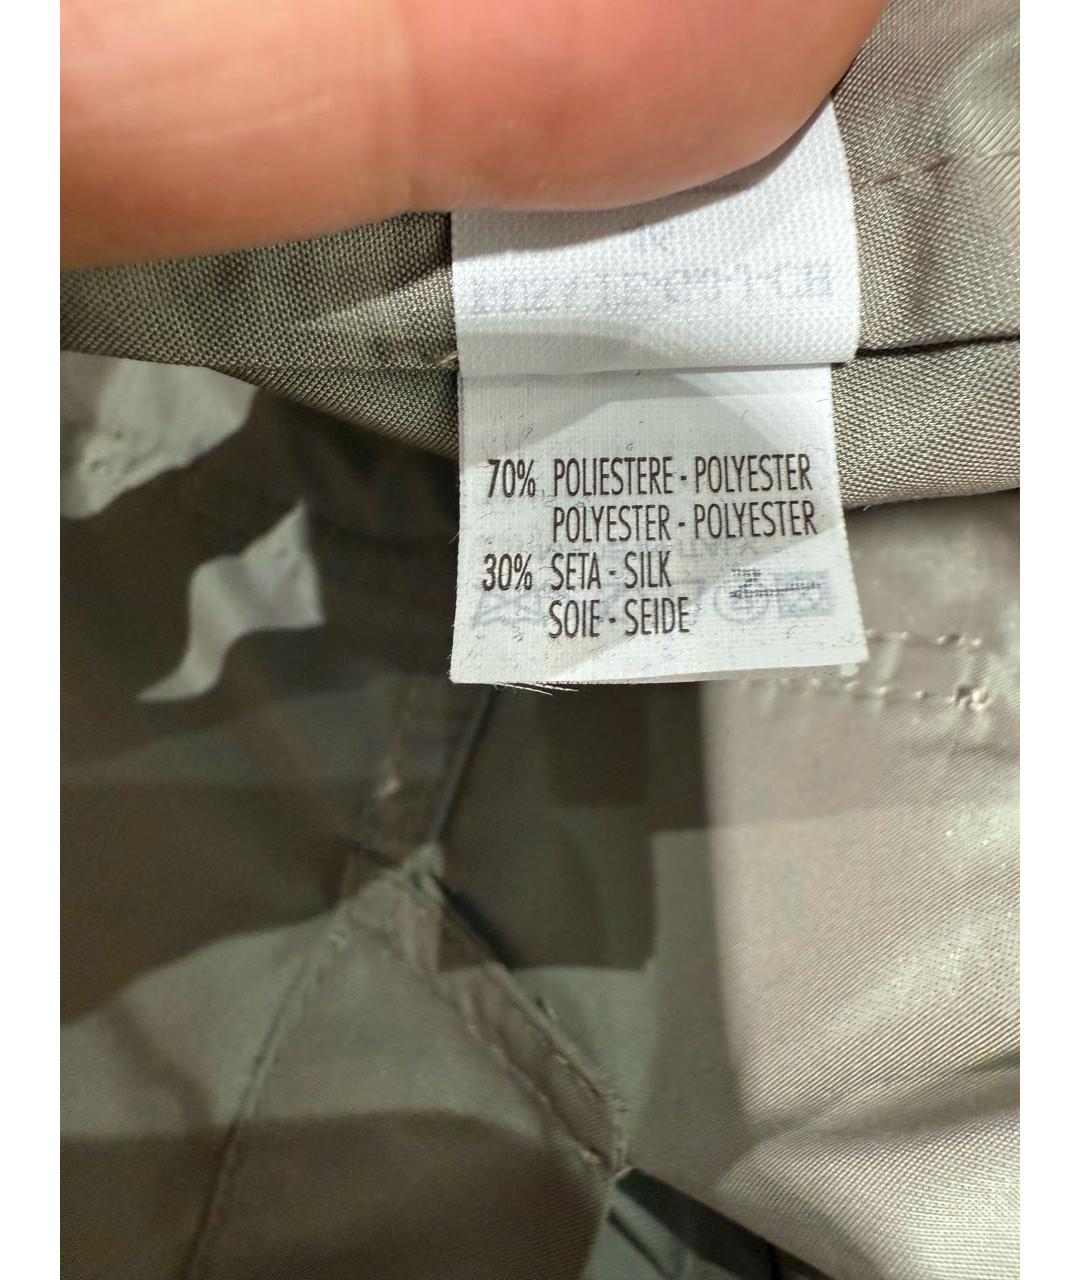 70% POLIESTERE - POLYESTER
POLYESTER - POLYESTER
30% SETA - SILK
SOIE - SEIDE